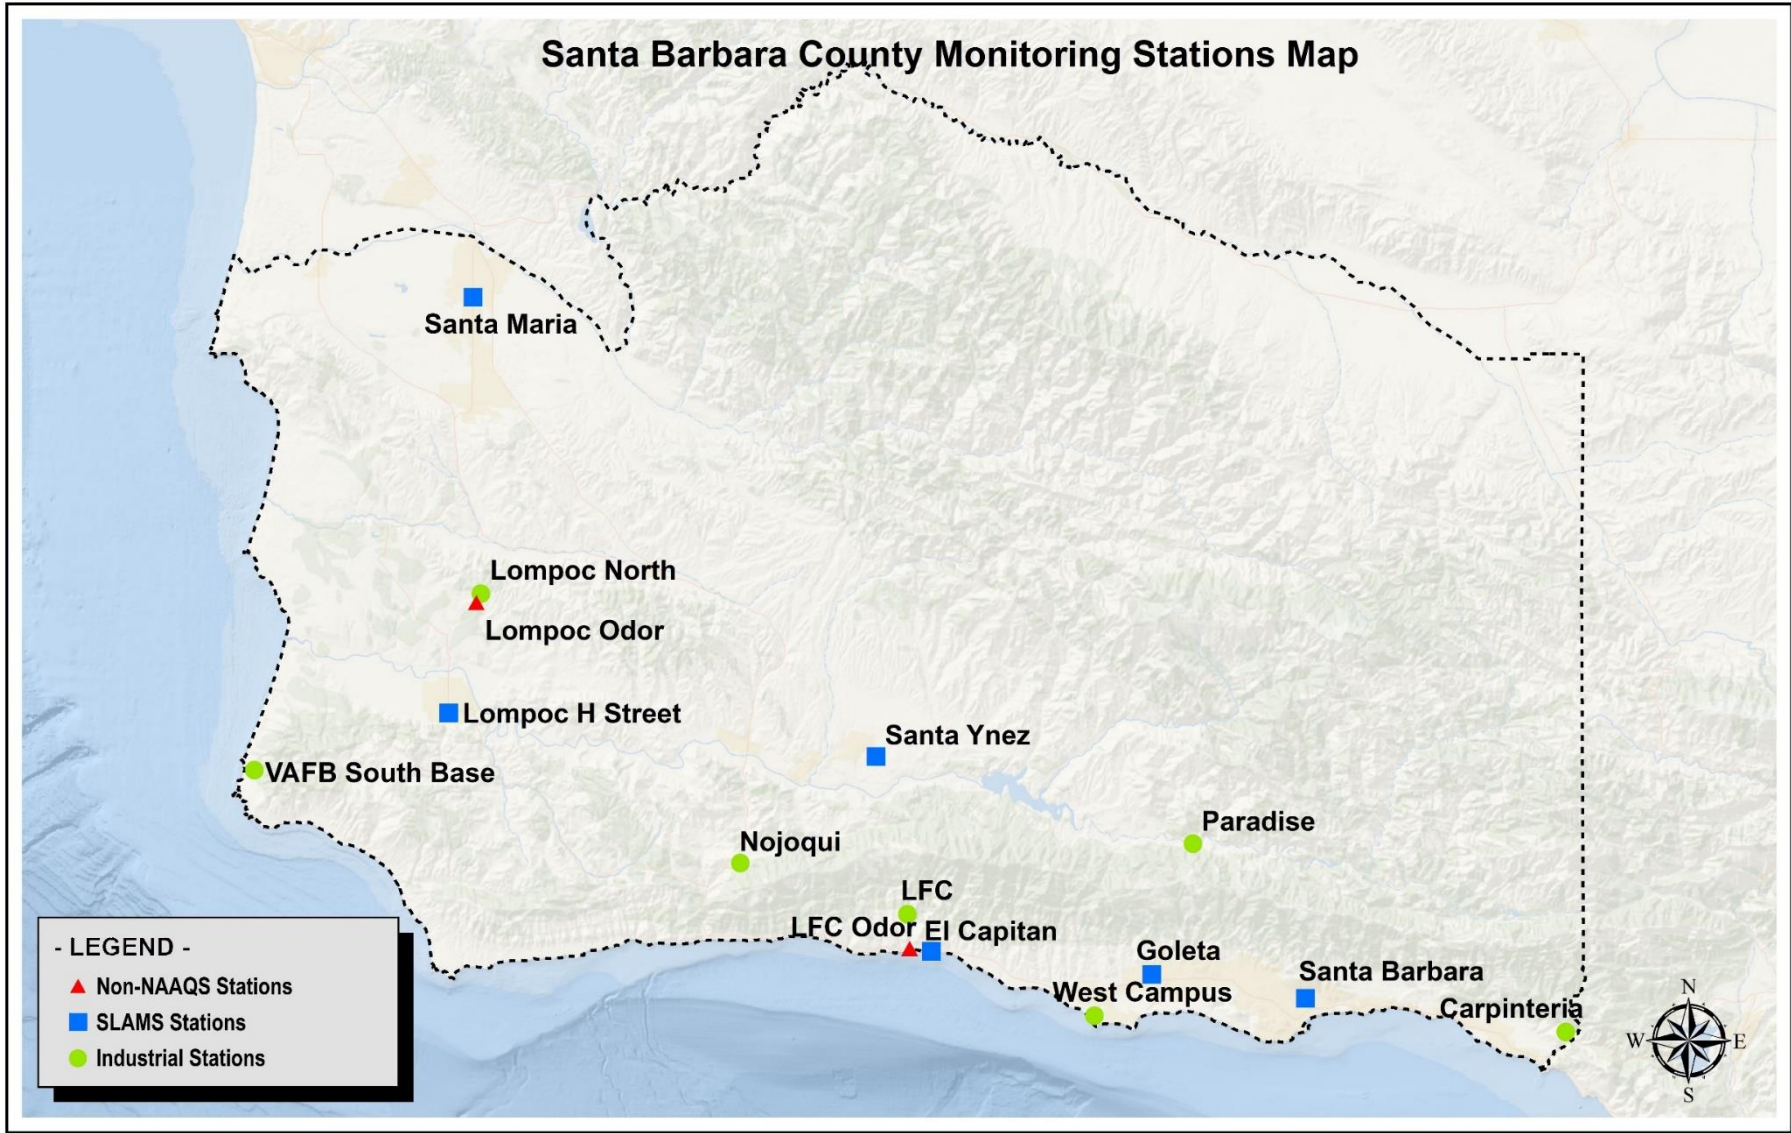 Santa Barbara County Monitoring Stations Map
Santa Maria
Lompoc North
Lompoc Odor
Lompoc H Street
Santa Ynez
VAFB South Base
Paradise
Nojoqui
LFC
LFC Odor
El Capitan
Goleta
Santa Barbara
West Campus
Carpinteria
- LEGEND -
Non-NAAQS Stations
SLAMS Stations
Industrial Stations
N
W
E
S